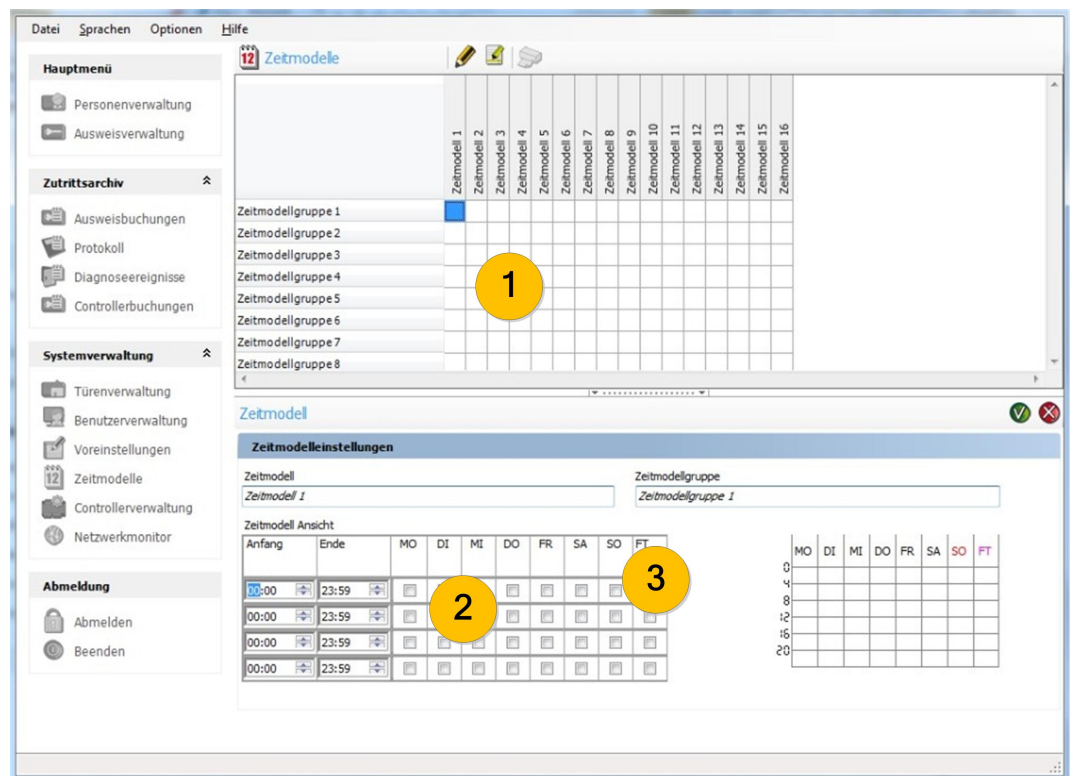 Datei Sprachen Optionen Hilfe
Hauptmenü
Personenverwaltung
Ausweisverwaltung
Zutrittsarchiv
Ausweisbuchungen
Protokoll
Diagnoseereignisse
Controllerbuchungen
Systemverwaltung
Türenverwaltung
Benutzerverwaltung
Voreinstellungen
12 Zeitmodelle
Controllerverwaltung
Netzwerkmonitor
Abmeldung
Abmelden
Beenden
12 Zeitmodelle
Zeitmodell 1
Zeitmodell 2
Zeitmodell 3
Zeitmodell 4
Zeitmodell 5
Zeitmodell 6
Zeitmodell 7
Zeitmodell 8
Zeitmodell 9
Zeitmodell 10
Zeitmodell 11
Zeitmodell 12
Zeitmodell 13
Zeitmodell 14
Zeitmodell 15
Zeitmodell 16
Zeitmodellgruppe 1
Zeitmodellgruppe 2
Zeitmodellgruppe 3
Zeitmodellgruppe 4
Zeitmodellgruppe 5
Zeitmodellgruppe 6
Zeitmodellgruppe 7
Zeitmodellgruppe 8
1
Zeitmodell
Zeitmodelleinstellungen
Zeitmodell Zeitmodellgruppe
Zeitmodell 1 Zeitmodellgruppe 1
Zeitmodell Ansicht
Anfang Ende MO DI MI DO FR SA SO FT
00:00 23:59
00:00 23:59
00:00 23:59
00:00 23:59
2
3
MO DI MI DO FR SA SO FT
0
4
8
12
16
20